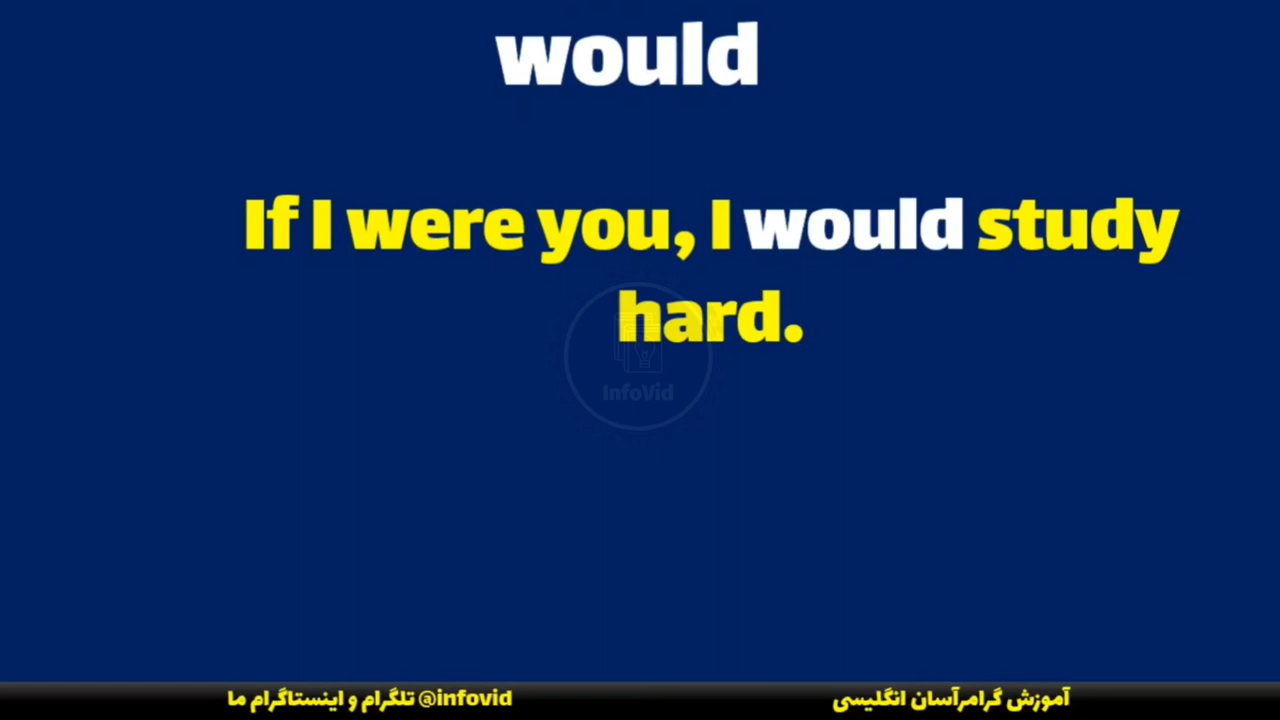 would
If I were you, I would study
hard.
InfoVid
آموزش گرامرآسان انگلیسی
تلگرام و اینستاگرام ما @infovid